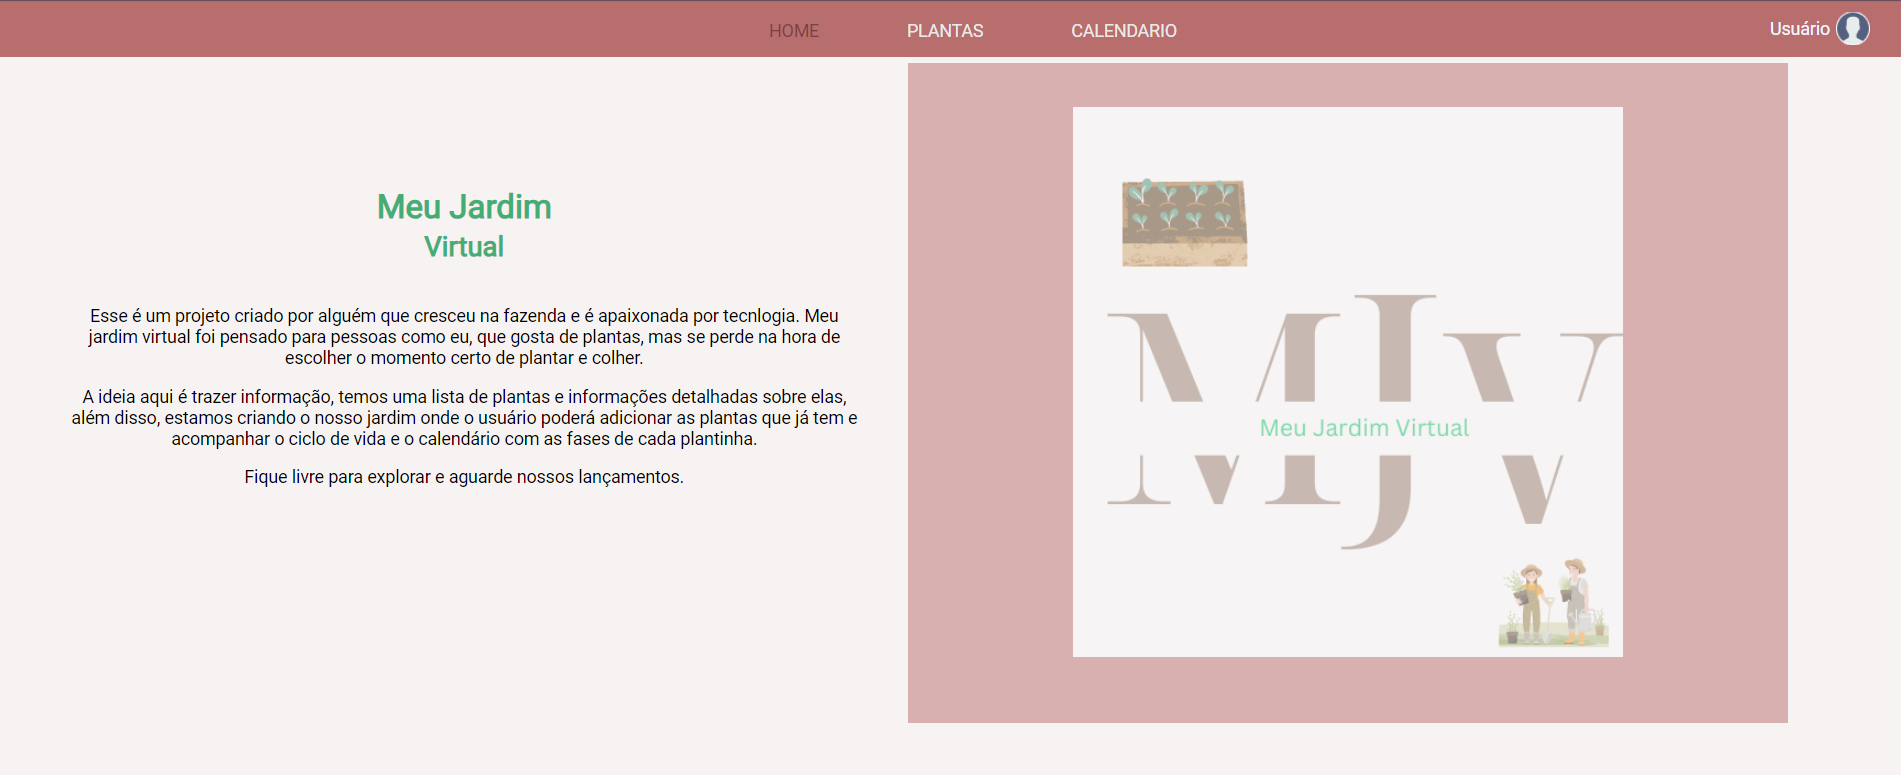 HOME PLANTAS CALENDARIO Usuário
Meu Jardim
Virtual
Esse é um projeto criado por alguém que cresceu na fazenda e é apaixonada por tecnlogia. Meu
jardim virtual foi pensado para pessoas como eu, que gosta de plantas, mas se perde na hora de
escolher o momento certo de plantar e colher.
A ideia aqui é trazer informação, temos uma lista de plantas e informações detalhadas sobre elas,
além disso, estamos criando o nosso jardim onde o usuário poderá adicionar as plantas que já tem e
acompanhar o ciclo de vida e o calendário com as fases de cada plantinha.
Fique livre para explorar e aguarde nossos lançamentos.
MJV
Meu Jardim Virtual